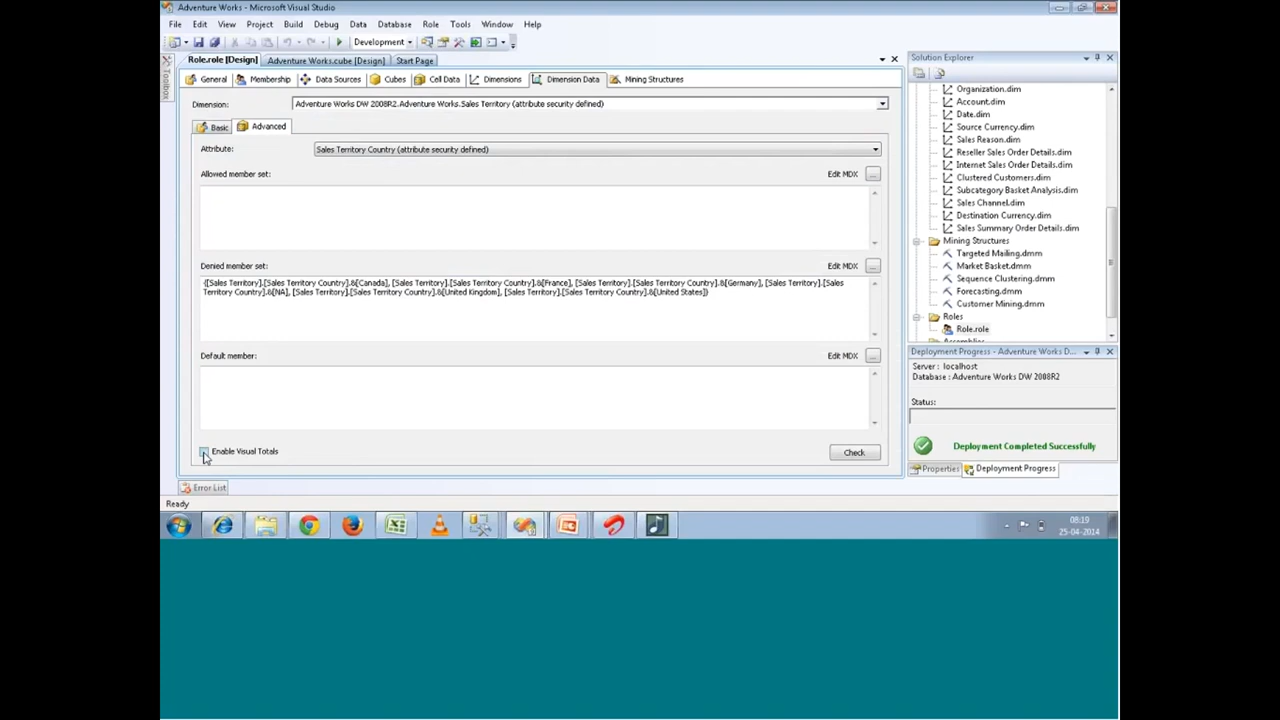 Adventure Works - Microsoft Visual Studio
File Edit View Project Build Debug Data Database Role Tools Window Help
Development
Role.role [Design] Adventure Works.cube [Design] Start Page
Toolbox
General Membership Data Sources Cubes Cell Data Dimensions Dimension Data Mining Structures
Dimension: Adventure Works DW 2008R2.Adventure Works.Sales Territory (attribute security defined)
Basic Advanced
Attribute: Sales Territory Country (attribute security defined)
Allowed member set: Edit MDX ...
Denied member set: Edit MDX ...
{[Sales Territory].[Sales Territory Country].&[Canada], [Sales Territory].[Sales Territory Country].&[France], [Sales Territory].[Sales Territory Country].&[Germany], [Sales Territory].[Sales
Territory Country].&[NA], [Sales Territory].[Sales Territory Country].&[United Kingdom], [Sales Territory].[Sales Territory Country].&[United States]}
Default member: Edit MDX ...
Enable Visual Totals Check
Error List
Ready
Solution Explorer
Organization.dim
Account.dim
Date.dim
Source Currency.dim
Sales Reason.dim
Reseller Sales Order Details.dim
Internet Sales Order Details.dim
Clustered Customers.dim
Subcategory Basket Analysis.dim
Sales Channel.dim
Destination Currency.dim
Sales Summary Order Details.dim
Mining Structures
Targeted Mailing.dmm
Market Basket.dmm
Sequence Clustering.dmm
Forecasting.dmm
Customer Mining.dmm
Roles
Role.role
Assemblies
Deployment Progress - Adventure Works D...
Server : localhost
Database : Adventure Works DW 2008R2
Status:
Deployment Completed Successfully
Properties Deployment Progress
08:19
25-04-2014